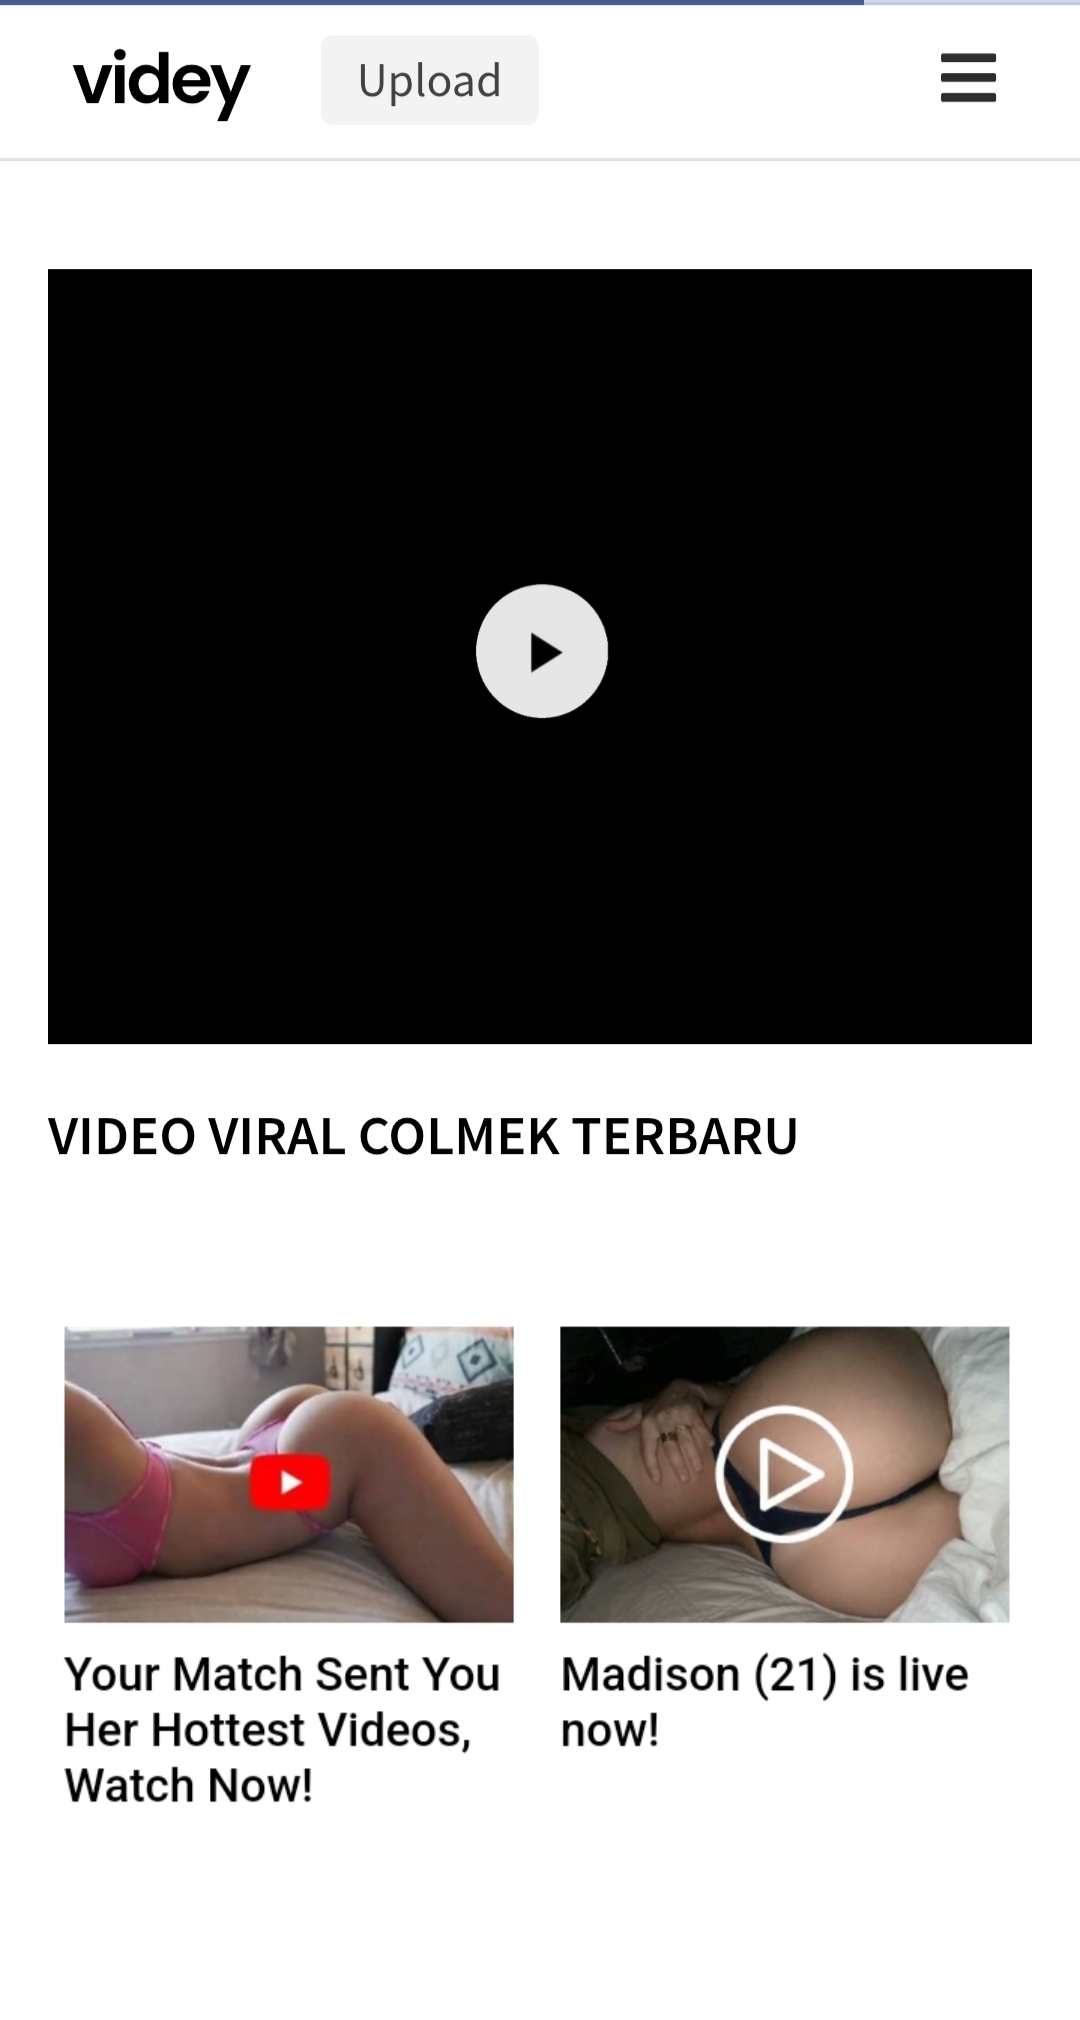 videy
Upload
VIDEO VIRAL COLMEK TERBARU
Your Match Sent You
Her Hottest Videos,
Watch Now!
Madison (21) is live
now!